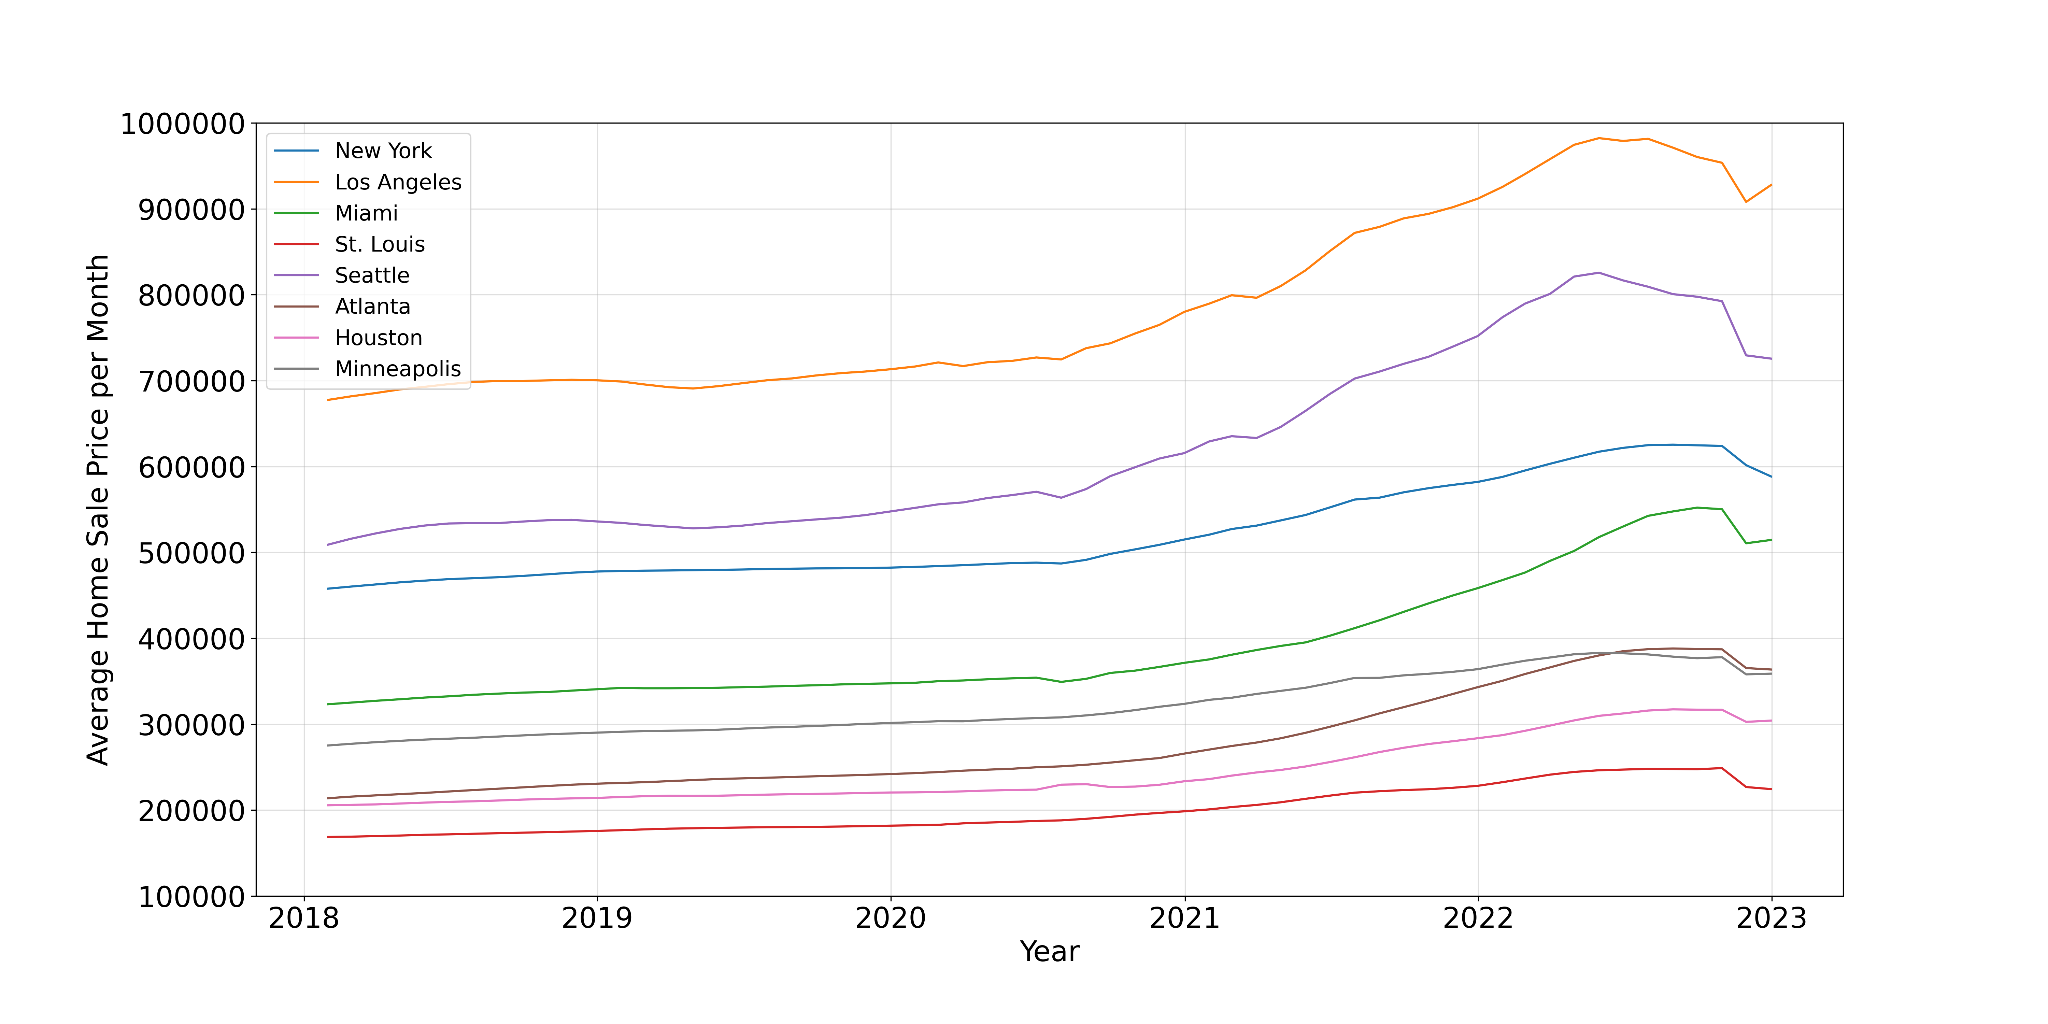 1000000
900000
800000
700000
600000
500000
400000
300000
200000
100000
Average Home Sale Price per Month
New York
Los Angeles
Miami
St. Louis
Seattle
Atlanta
Houston
Minneapolis
2018 2019 2020 2021 2022 2023
Year